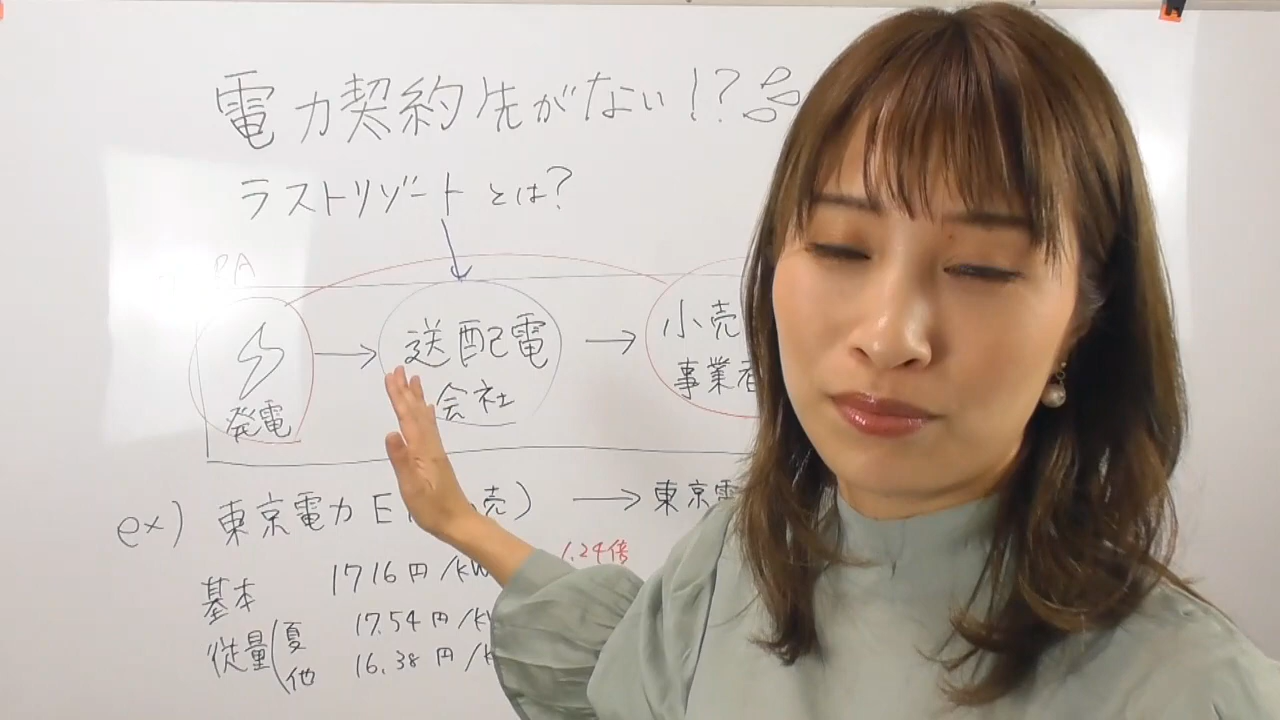 電力契約先がない!?
ラストリゾートとは?
PA
発電 → 送配電会社 → 小売事業者
ex) 東京電力E 売) → 東京電
1.24倍
基本 1716円/kW
従量(夏 17.54円/k
他 16.38円/k